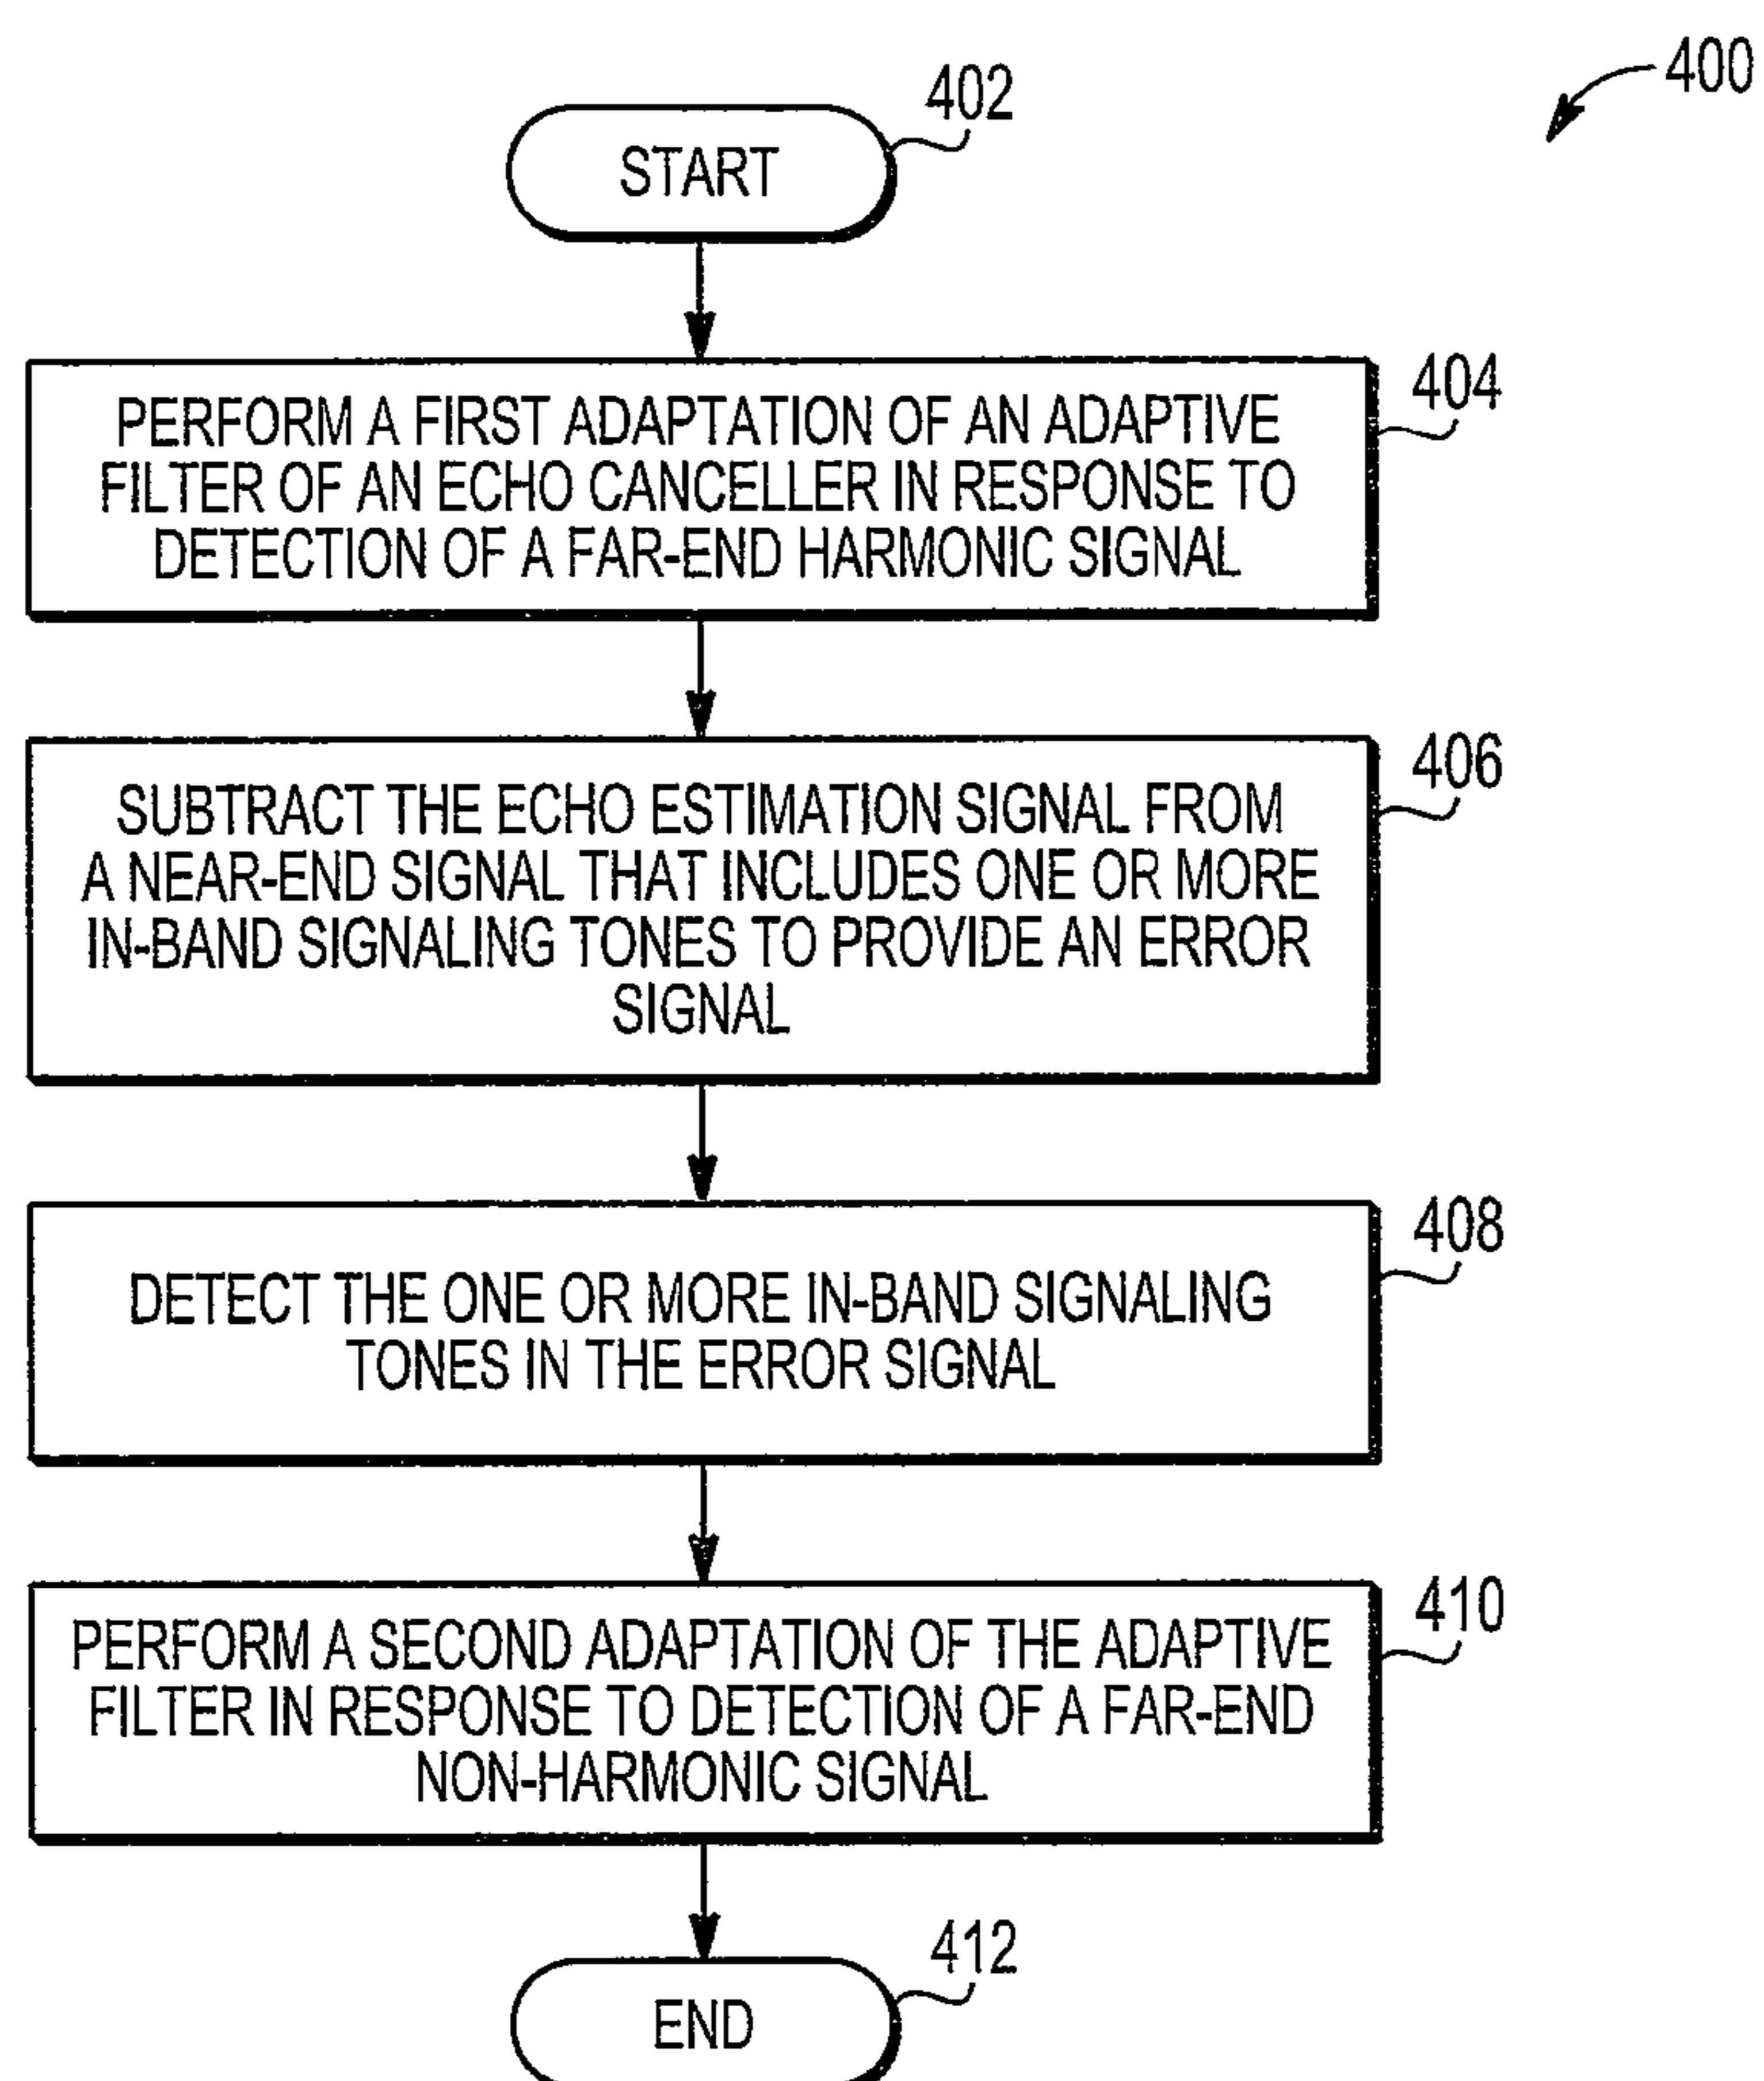 400
402
START
404
PERFORM A FIRST ADAPTATION OF AN ADAPTIVE
FILTER OF AN ECHO CANCELLER IN RESPONSE TO
DETECTION OF A FAR-END HARMONIC SIGNAL
406
SUBTRACT THE ECHO ESTIMATION SIGNAL FROM
A NEAR-END SIGNAL THAT INCLUDES ONE OR MORE
IN-BAND SIGNALING TONES TO PROVIDE AN ERROR
SIGNAL
408
DETECT THE ONE OR MORE IN-BAND SIGNALING
TONES IN THE ERROR SIGNAL
410
PERFORM A SECOND ADAPTATION OF THE ADAPTIVE
FILTER IN RESPONSE TO DETECTION OF A FAR-END
NON-HARMONIC SIGNAL
412
END